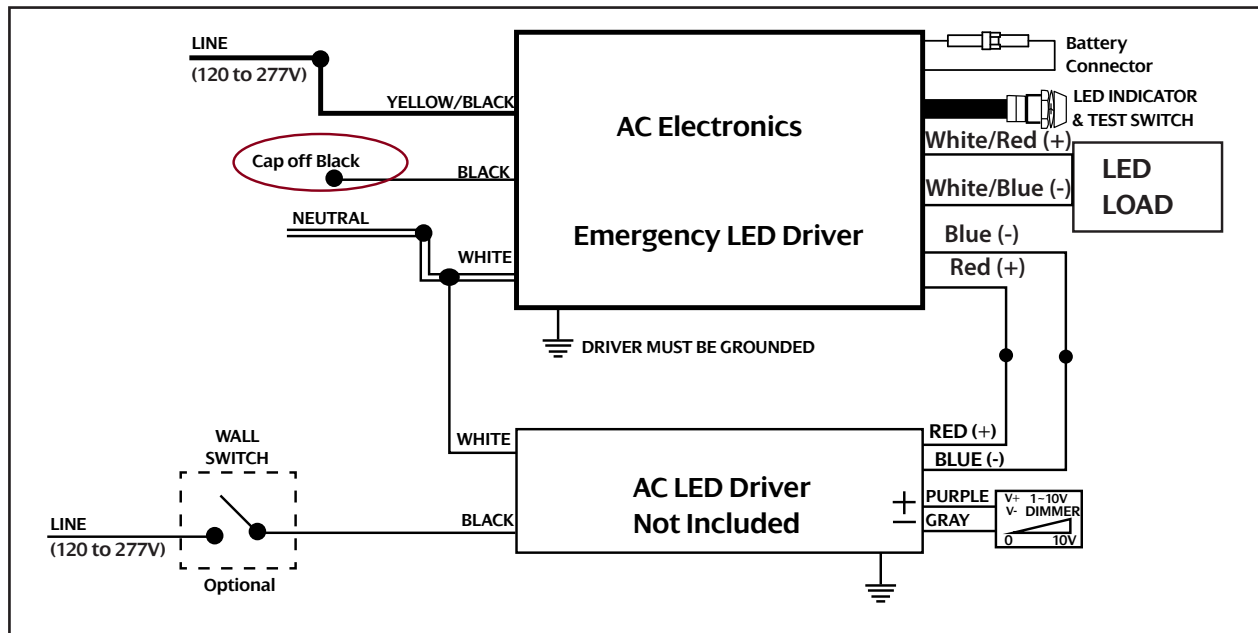 LINE
(120 to 277V)
YELLOW/BLACK
Cap off Black
BLACK
NEUTRAL
WHITE
AC Electronics
Emergency LED Driver
DRIVER MUST BE GROUNDED
Battery
Connector
LED INDICATOR
& TEST SWITCH
White/Red (+)
White/Blue (-)
LED
LOAD
Blue (-)
Red (+)
WALL
SWITCH
LINE
(120 to 277V)
Optional
WHITE
BLACK
AC LED Driver
Not Included
RED (+)
BLUE (-)
+
PURPLE
−
GRAY
V+ 1~10V
V- DIMMER
0 10V